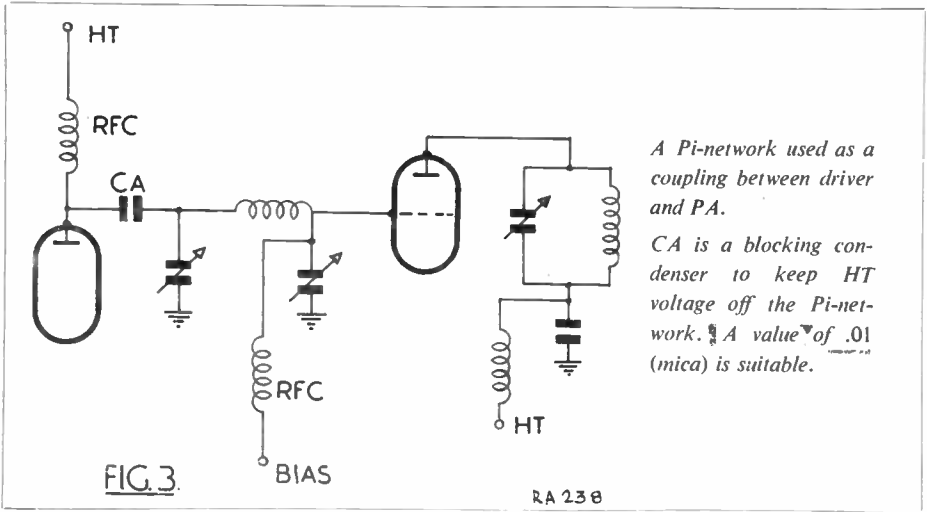 HT
RFC
CA
RFC
BIAS
HT
FIG. 3.
RA 238
A Pi-network used as a
coupling between driver
and PA.
CA is a blocking con-
denser to keep HT
voltage off the Pi-net-
work. A value of .01
(mica) is suitable.